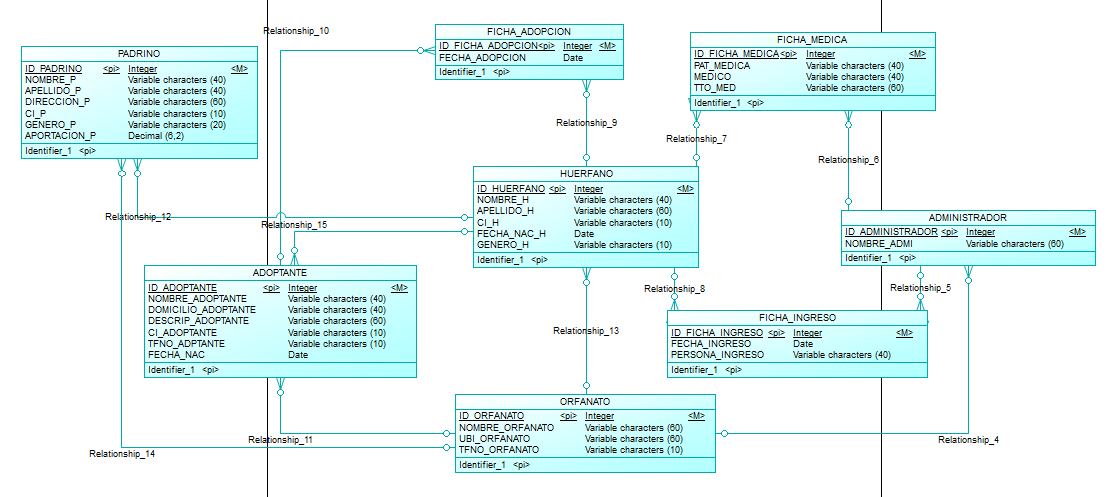 Relationship_10
FICHA_ADOPCION
ID_FICHA_ADOPCION <pi> Integer <M>
FECHA_ADOPCION Date
Identifier_1 <pi>
FICHA_MEDICA
ID_FICHA_MEDICA <pi> Integer <M>
PAT_MEDICA Variable characters (40)
MEDICO Variable characters (40)
TTO_MED Variable characters (60)
Identifier_1 <pi>
PADRINO
ID_PADRINO <pi> Integer <M>
NOMBRE_P Variable characters (40)
APELLIDO_P Variable characters (40)
DIRECCION_P Variable characters (60)
CI_P Variable characters (10)
GENERO_P Variable characters (20)
APORTACION_P Decimal (6,2)
Identifier_1 <pi>
Relationship_9
Relationship_7
Relationship_6
HUERFANO
ID_HUERFANO <pi> Integer <M>
NOMBRE_H Variable characters (40)
APELLIDO_H Variable characters (60)
CI_H Variable characters (10)
FECHA_NAC_H Date
GENERO_H Variable characters (10)
Identifier_1 <pi>
Relationship_12
Relationship_15
ADMINISTRADOR
ID_ADMINISTRADOR <pi> Integer <M>
NOMBRE_ADMI Variable characters (60)
Identifier_1 <pi>
ADOPTANTE
ID_ADOPTANTE <pi> Integer <M>
NOMBRE_ADOPTANTE Variable characters (40)
DOMICILIO_ADOPTANTE Variable characters (40)
DESCRIP_ADOPTANTE Variable characters (60)
CI_ADOPTANTE Variable characters (10)
TFNO_ADPTANTE Variable characters (10)
FECHA_NAC Date
Identifier_1 <pi>
Relationship_8
Relationship_5
FICHA_INGRESO
ID_FICHA_INGRESO <pi> Integer <M>
FECHA_INGRESO Date
PERSONA_INGRESO Variable characters (40)
Identifier_1 <pi>
Relationship_13
ORFANATO
ID_ORFANATO <pi> Integer <M>
NOMBRE_ORFANATO Variable characters (60)
UBI_ORFANATO Variable characters (60)
TFNO_ORFANATO Variable characters (10)
Identifier_1 <pi>
Relationship_11
Relationship_14
Relationship_4